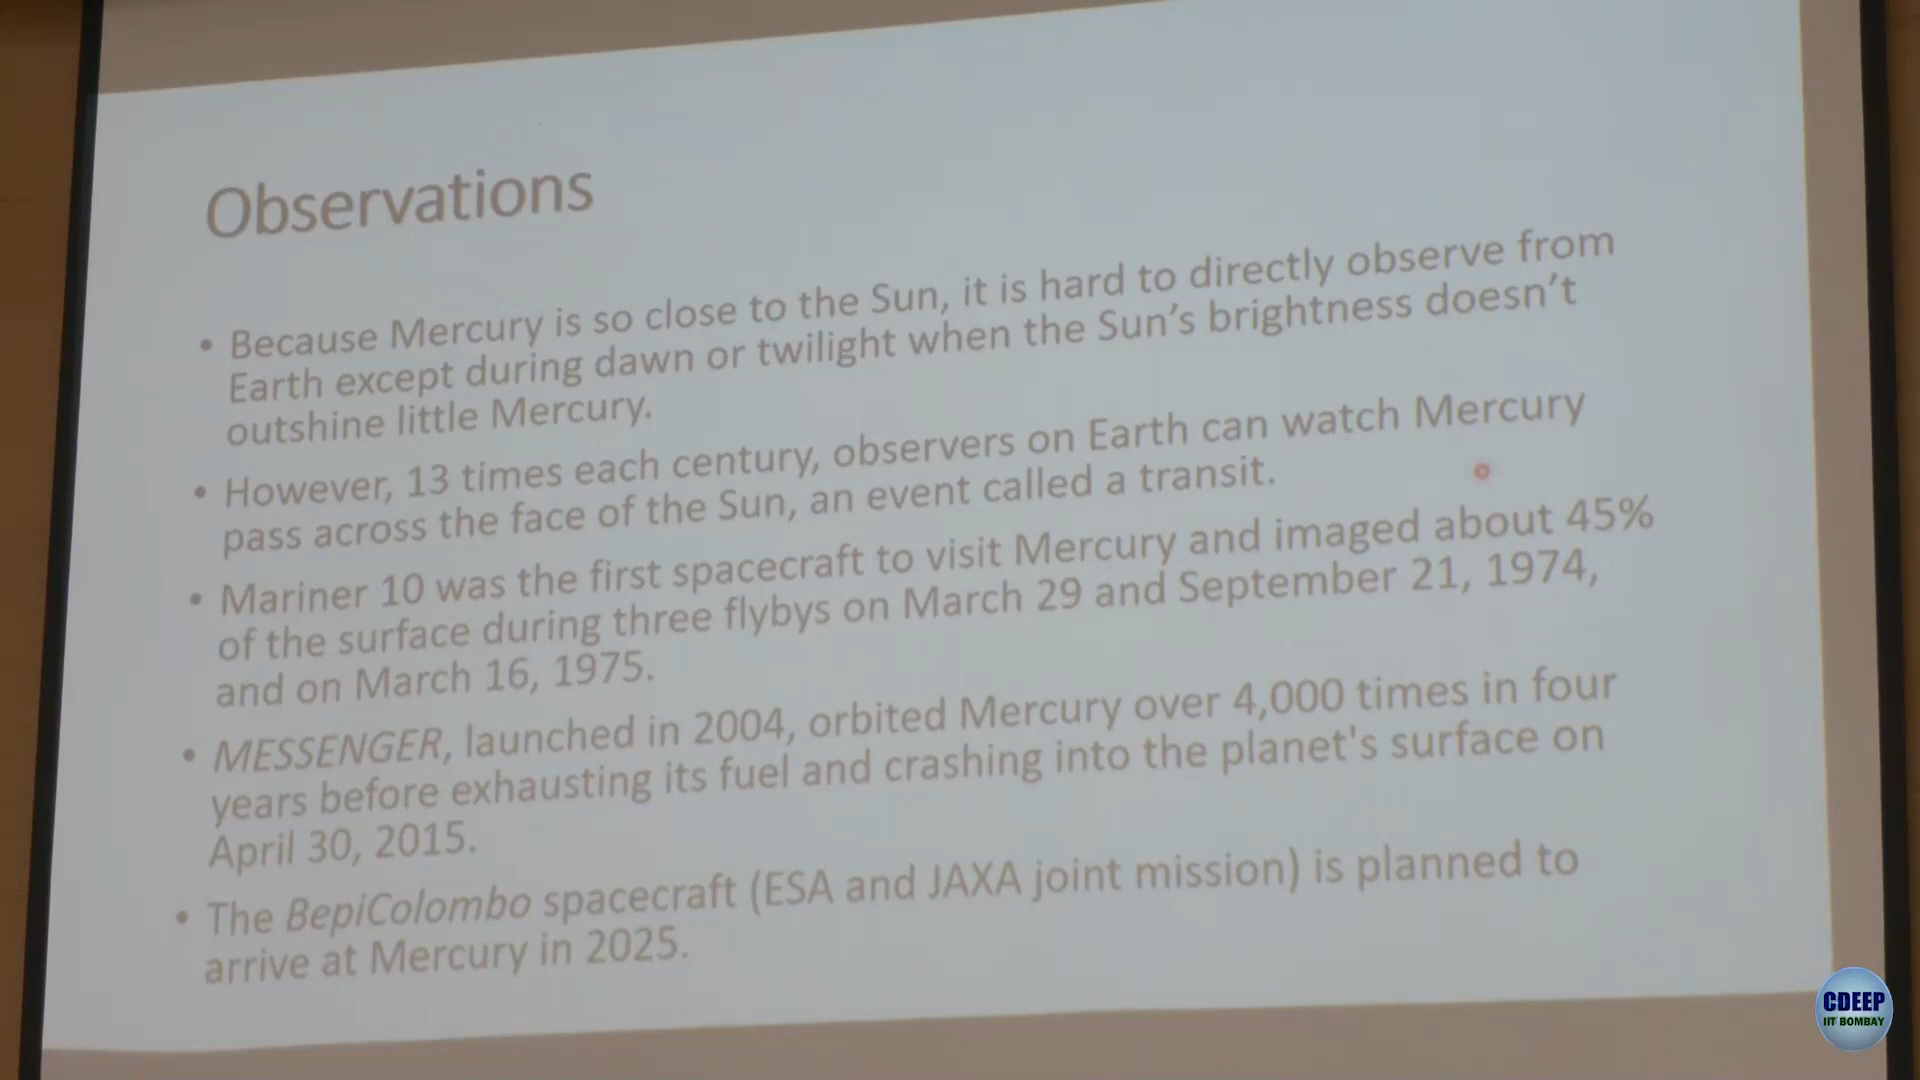 Observations
• Because Mercury is so close to the Sun, it is hard to directly observe from
Earth except during dawn or twilight when the Sun's brightness doesn't
outshine little Mercury.
• However, 13 times each century, observers on Earth can watch Mercury
pass across the face of the Sun, an event called a transit.
• Mariner 10 was the first spacecraft to visit Mercury and imaged about 45%
of the surface during three flybys on March 29 and September 21, 1974,
and on March 16, 1975.
• MESSENGER, launched in 2004, orbited Mercury over 4,000 times in four
years before exhausting its fuel and crashing into the planet's surface on
April 30, 2015.
• The BepiColombo spacecraft (ESA and JAXA joint mission) is planned to
arrive at Mercury in 2025.
CDEEP
IIT BOMBAY